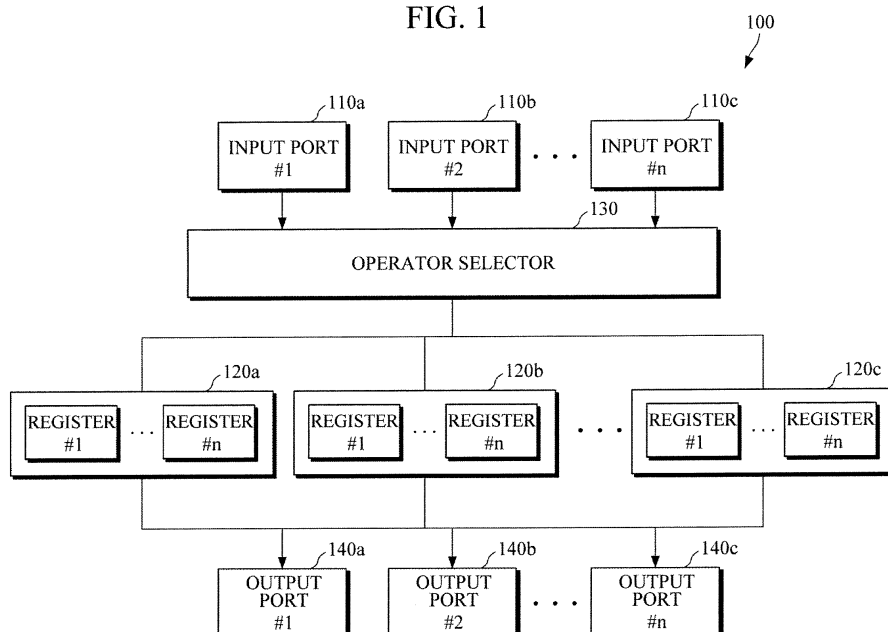 FIG. 1
100
110a 110b 110c
INPUT PORT INPUT PORT INPUT PORT
#1 #2 . . . #n
130
OPERATOR SELECTOR
120a 120b 120c
REGISTER ... REGISTER REGISTER ... REGISTER . . . REGISTER ... REGISTER
#1 #n #1 #n #1 #n
140a 140b 140c
OUTPUT OUTPUT OUTPUT
PORT PORT . . . PORT
#1 #2 #n